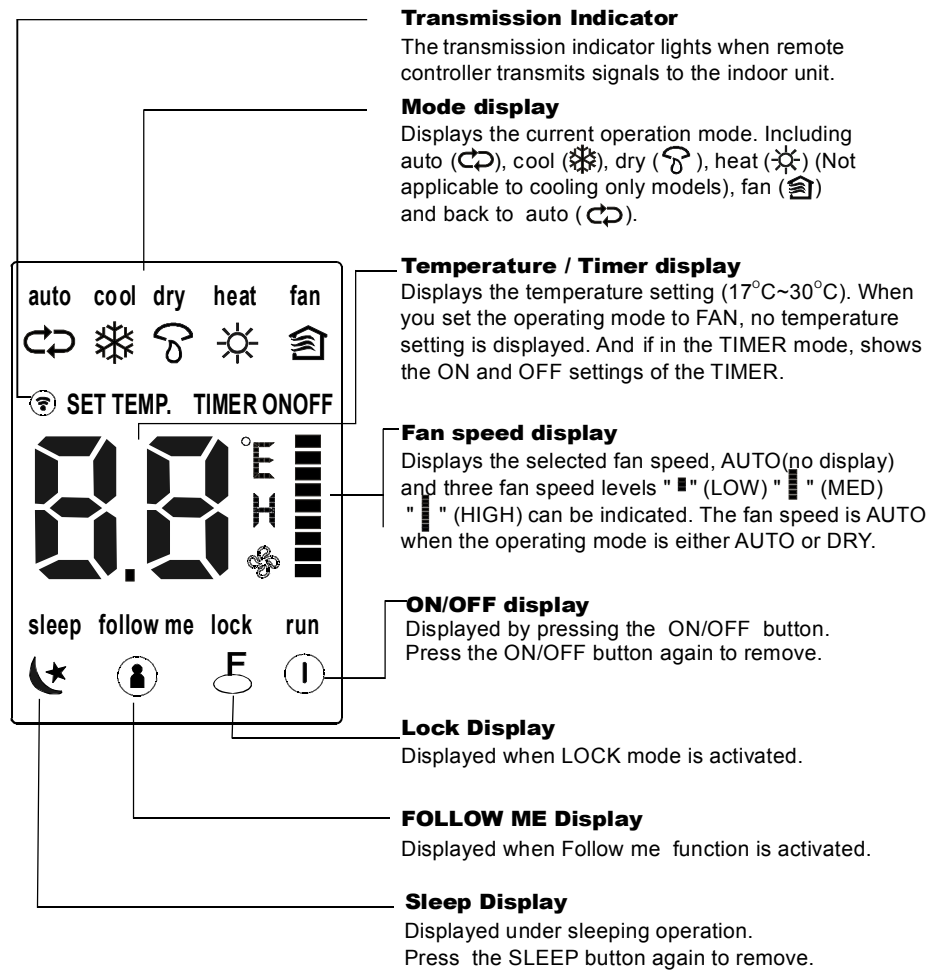 Transmission Indicator
The transmission indicator lights when remote
controller transmits signals to the indoor unit.
Mode display
Displays the current operation mode. Including
auto ( ), cool ( ), dry ( ), heat ( ) (Not
applicable to cooling only models), fan ( )
and back to auto ( ).
Temperature / Timer display
Displays the temperature setting (17°C~30°C). When
you set the operating mode to FAN, no temperature
setting is displayed. And if in the TIMER mode, shows
the ON and OFF settings of the TIMER.
Fan speed display
Displays the selected fan speed, AUTO(no display)
and three fan speed levels " " (LOW) " " (MED)
" " (HIGH) can be indicated. The fan speed is AUTO
when the operating mode is either AUTO or DRY.
ON/OFF display
Displayed by pressing the ON/OFF button.
Press the ON/OFF button again to remove.
Lock Display
Displayed when LOCK mode is activated.
FOLLOW ME Display
Displayed when Follow me function is activated.
Sleep Display
Displayed under sleeping operation.
Press the SLEEP button again to remove.
auto cool dry heat fan
SET TEMP. TIMER ONOFF
8.8 °E
H
sleep follow me lock run